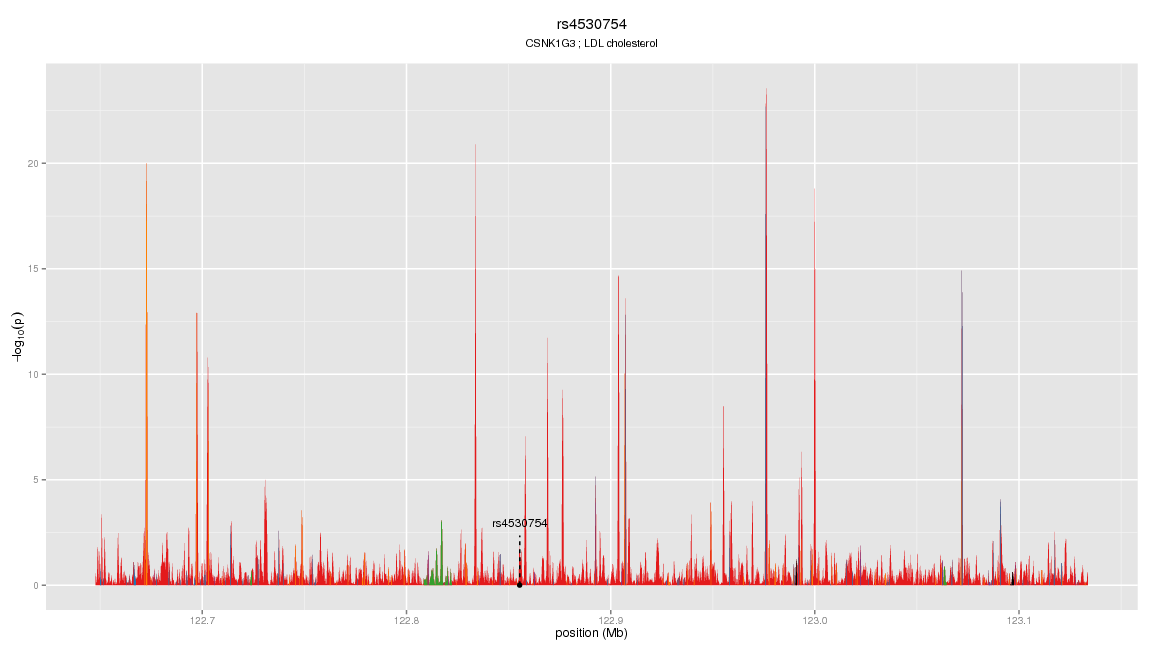 rs4530754
CSNK1G3 ; LDL cholesterol
20
15
10
5
0
−log10(p)
rs4530754
122.7 122.8 122.9 123.0 123.1
position (Mb)